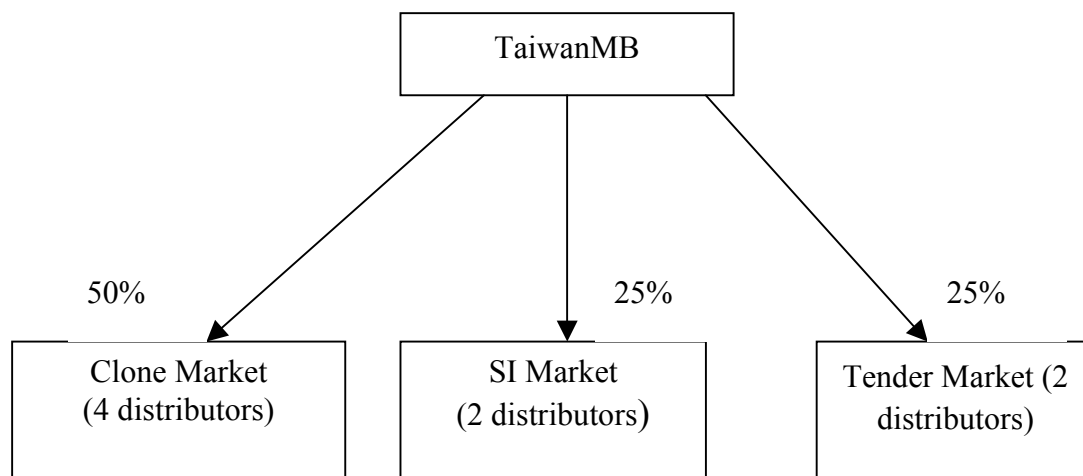 TaiwanMB
50%
25%
25%
Clone Market
(4 distributors)
SI Market
(2 distributors)
Tender Market (2
distributors)